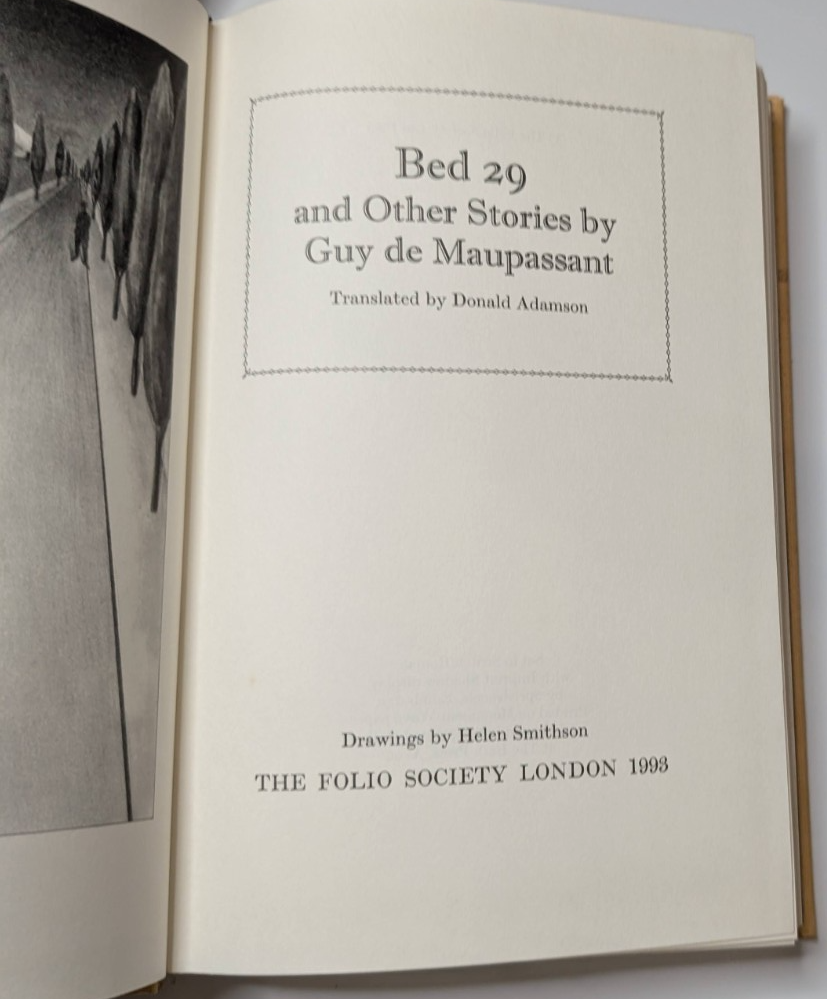 Bed 29
and Other Stories by
Guy de Maupassant
Translated by Donald Adamson
Drawings by Helen Smithson
THE FOLIO SOCIETY LONDON 1993